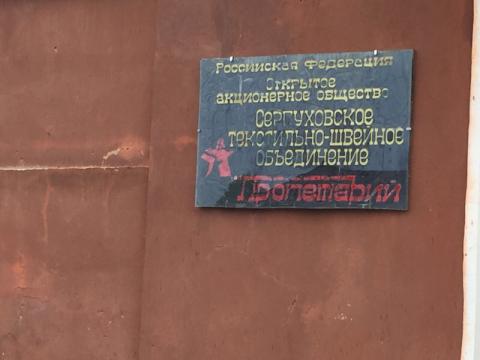 Российская Федерация
Открытое
акционерное общество
Серпуховское
текстильно-швейное
объединение
Пролетарий